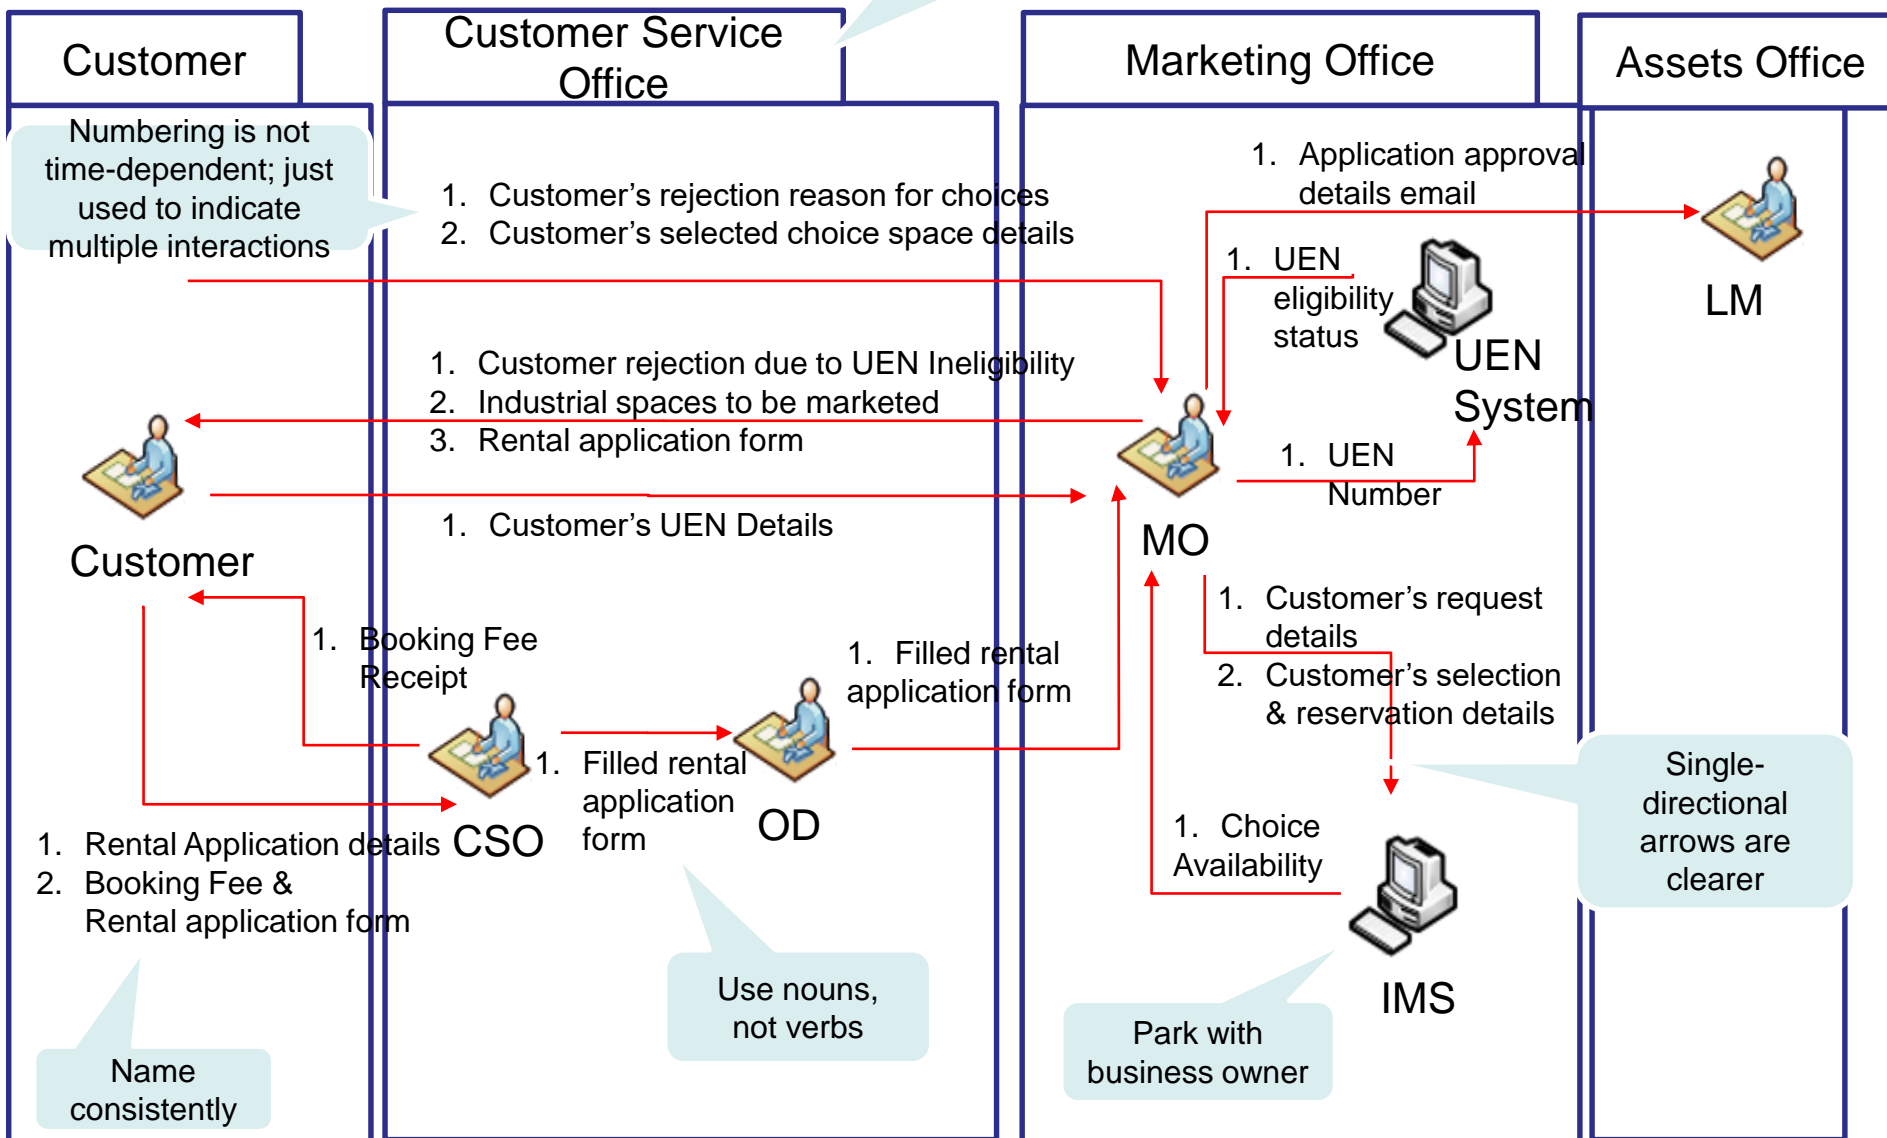 Customer
Customer Service
Office
Marketing Office
Assets Office
Numbering is not
time-dependent; just
used to indicate
multiple interactions
1. Customer’s rejection reason for choices
2. Customer’s selected choice space details
1. Application approval
details email
1. UEN
eligibility
status
UEN
System
LM
1. Customer rejection due to UEN Ineligibility
2. Industrial spaces to be marketed
3. Rental application form
1. UEN
Number
1. Customer’s UEN Details
Customer
MO
1. Booking Fee
Receipt
1. Filled rental
application form
1. Customer’s request
details
2. Customer’s selection
& reservation details
1. Filled rental
application
form
CSO
OD
1. Rental Application details
2. Booking Fee &
Rental application form
1. Choice
Availability
Single-
directional
arrows are
clearer
IMS
Use nouns,
not verbs
Park with
business owner
Name
consistently